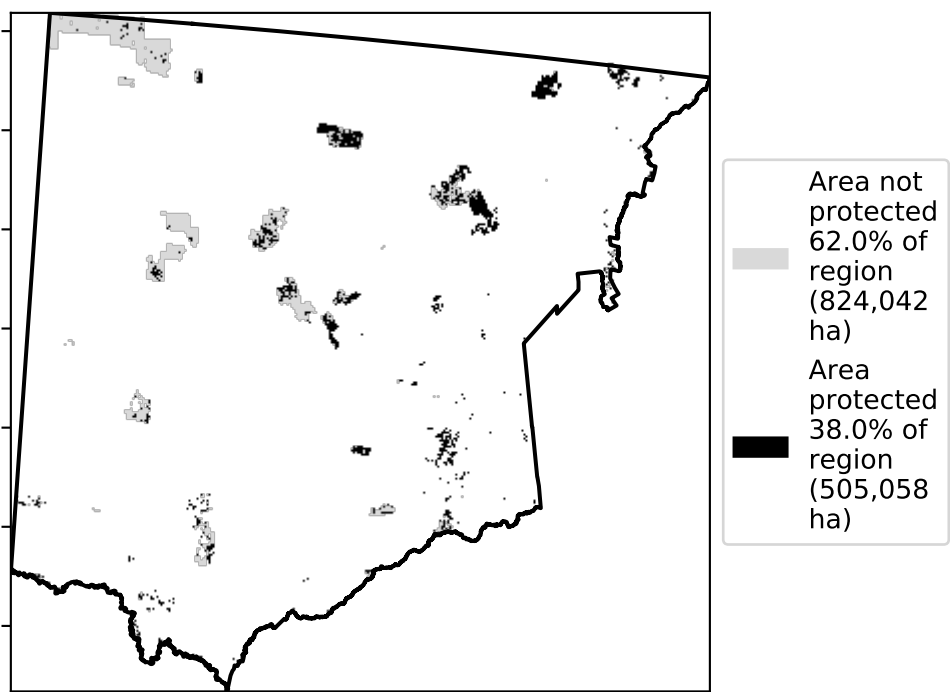 Area not
protected
62.0% of
region
(824,042
ha)
Area
protected
38.0% of
region
(505,058
ha)